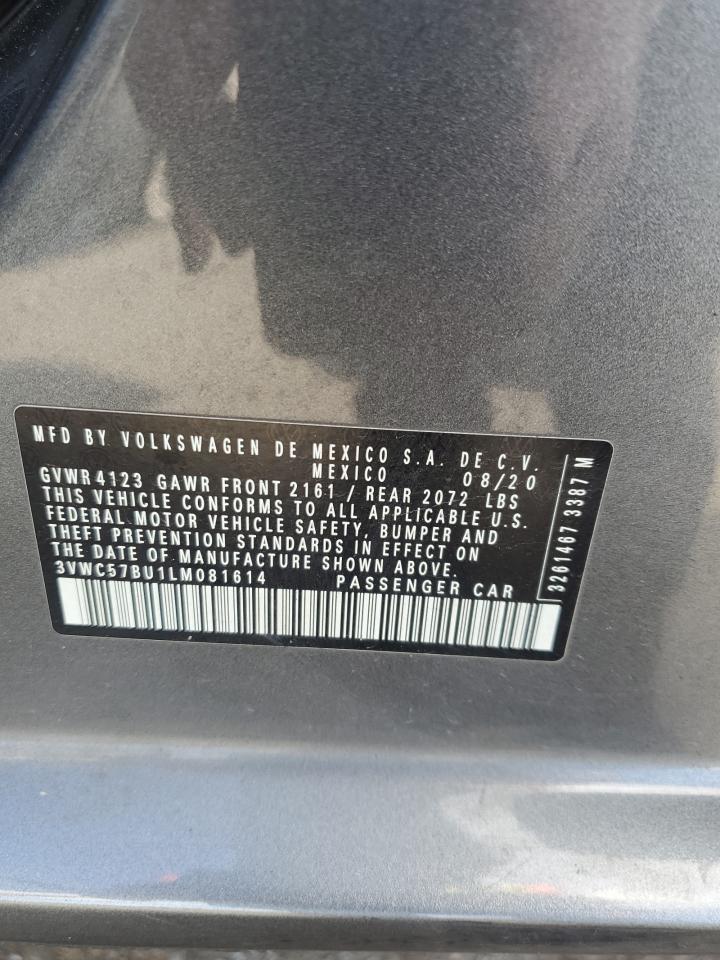 MFD BY VOLKSWAGEN DE MEXICO S.A. DE C.V.
MEXICO 08/20
GVWR 4123 GAWR FRONT 2161 / REAR 2072 LBS
THIS VEHICLE CONFORMS TO ALL APPLICABLE U.S.
FEDERAL MOTOR VEHICLE SAFETY, BUMPER AND
THEFT PREVENTION STANDARDS IN EFFECT ON
THE DATE OF MANUFACTURE SHOWN ABOVE.
3VWC57BU1LM081614 PASSENGER CAR
3261467 3387 M